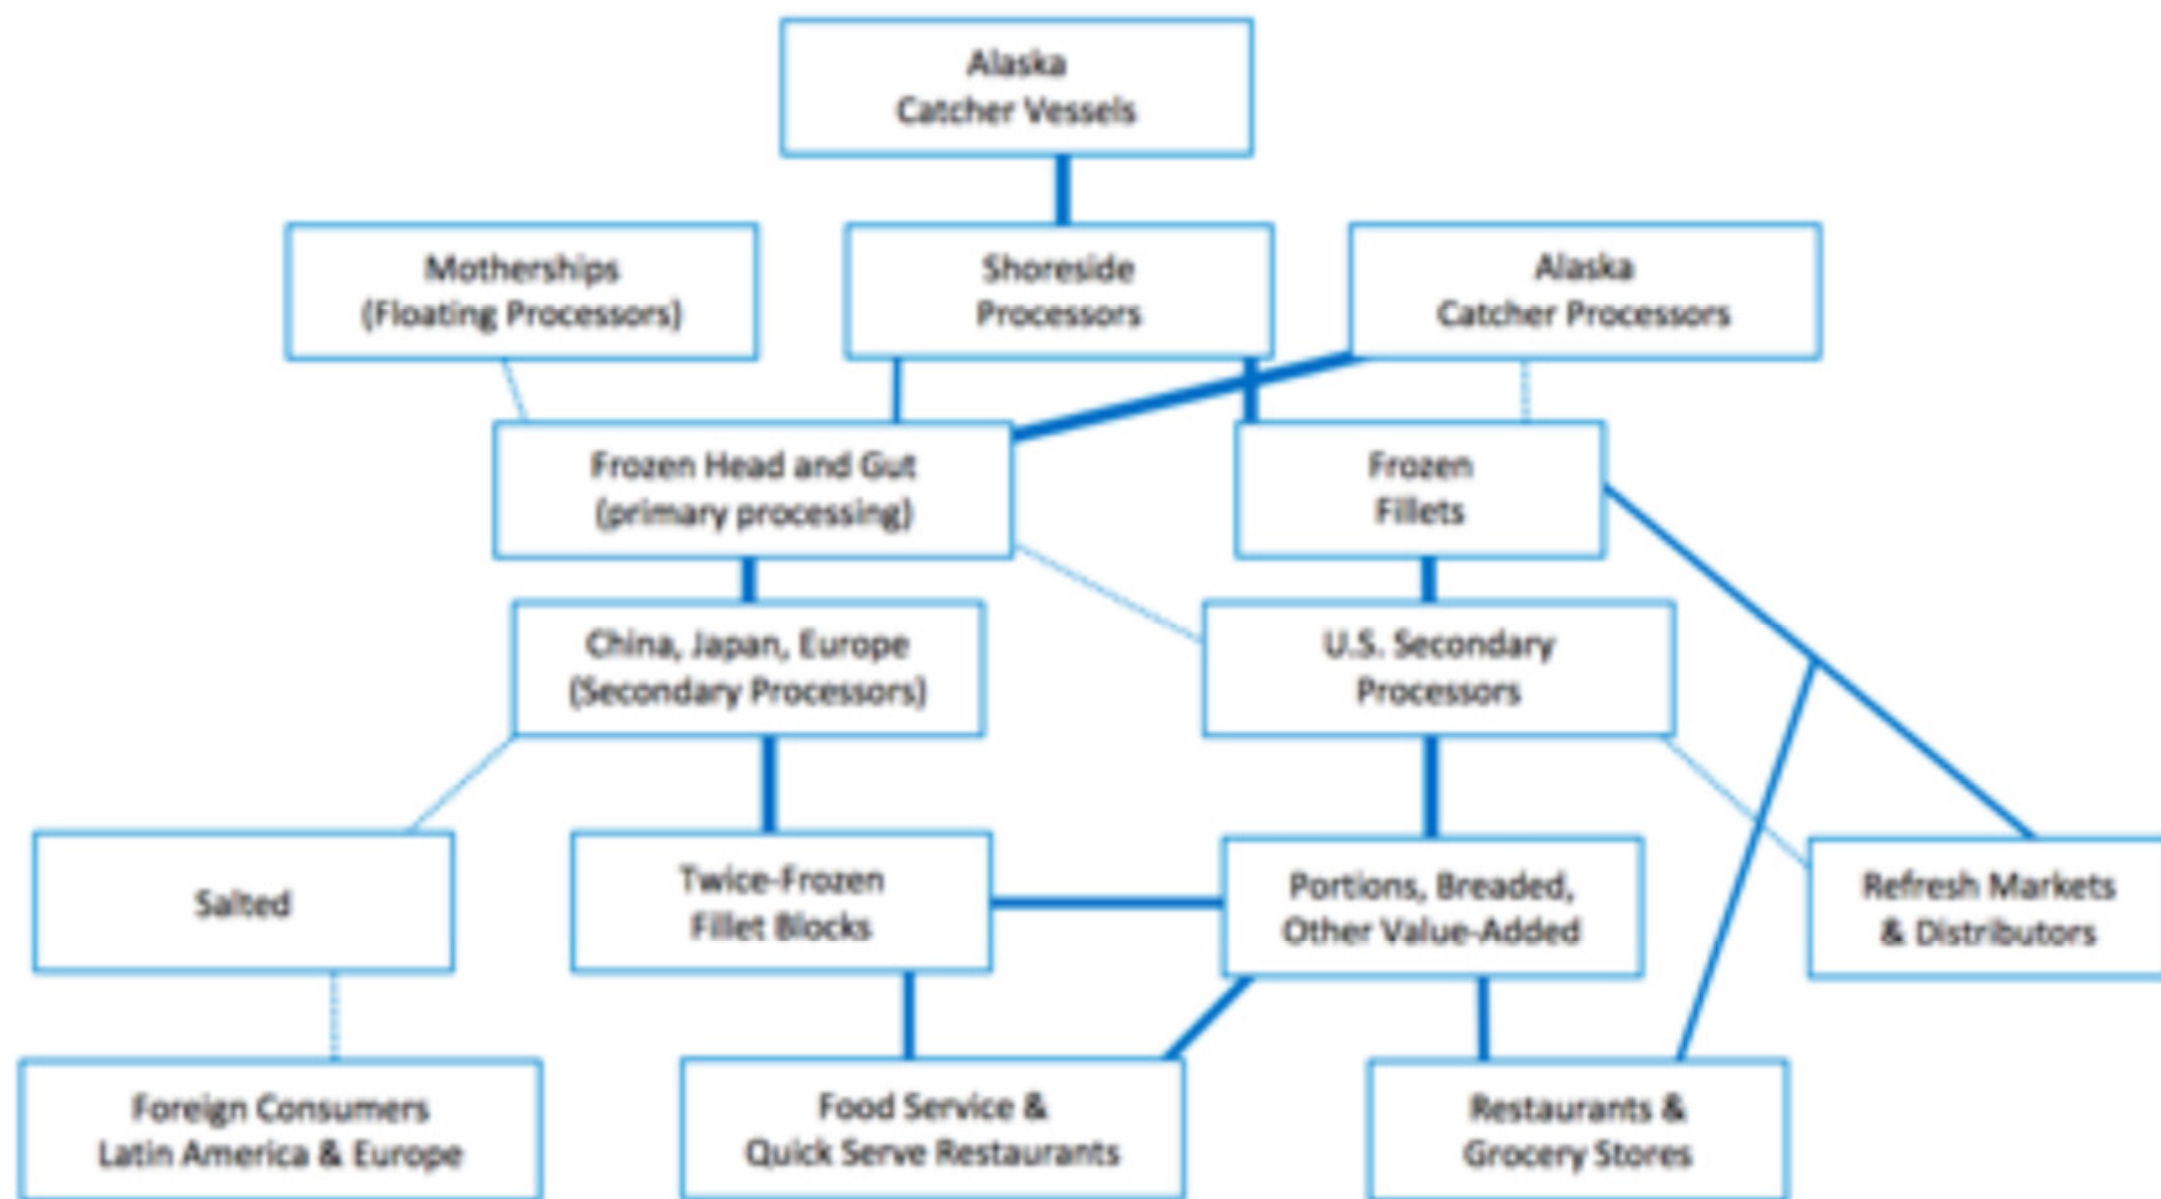 Alaska
Catcher Vessels
Motherships
(Floating Processors)
Shoreside
Processors
Alaska
Catcher Processors
Frozen Head and Gut
(primary processing)
Frozen
Fillets
China, Japan, Europe
(Secondary Processors)
U.S. Secondary
Processors
Salted
Twice-Frozen
Fillet Blocks
Portions, Breaded,
Other Value-Added
Refresh Markets
& Distributors
Foreign Consumers
Latin America & Europe
Food Service &
Quick Serve Restaurants
Restaurants &
Grocery Stores